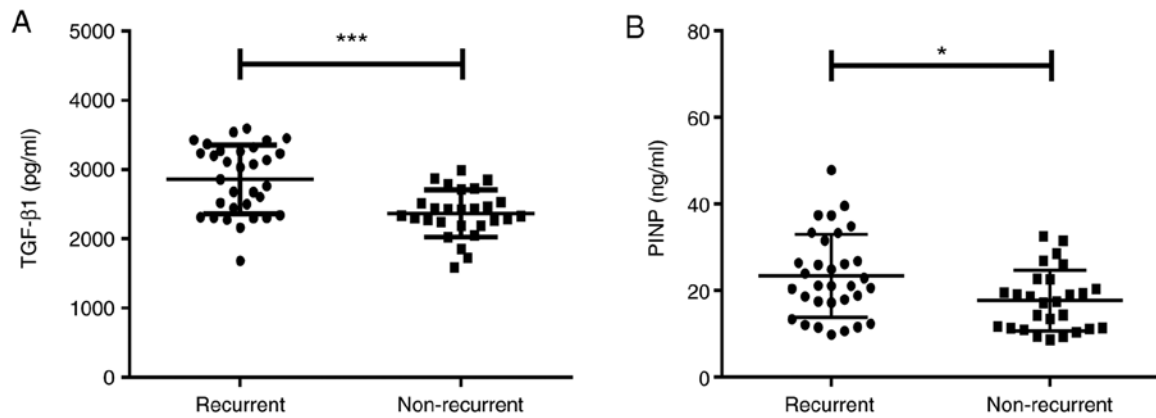 A
TGF-β1 (pg/ml)
5000
4000
3000
2000
1000
0
***
Recurrent Non-recurrent
B
PINP (ng/ml)
80
60
40
20
0
*
Recurrent Non-recurrent